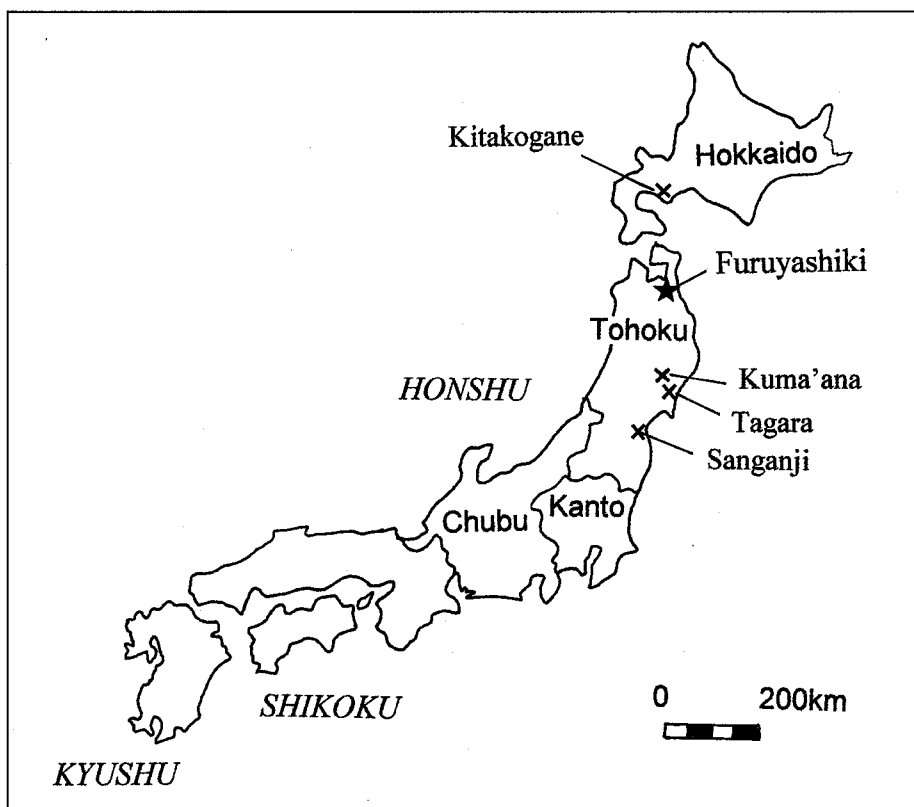 Kitakogane
Hokkaido
Furuyashiki
Tohoku
HONSHU
Kuma'ana
Tagara
Sanganji
Chubu
Kanto
SHIKOKU
0 200km
KYUSHU